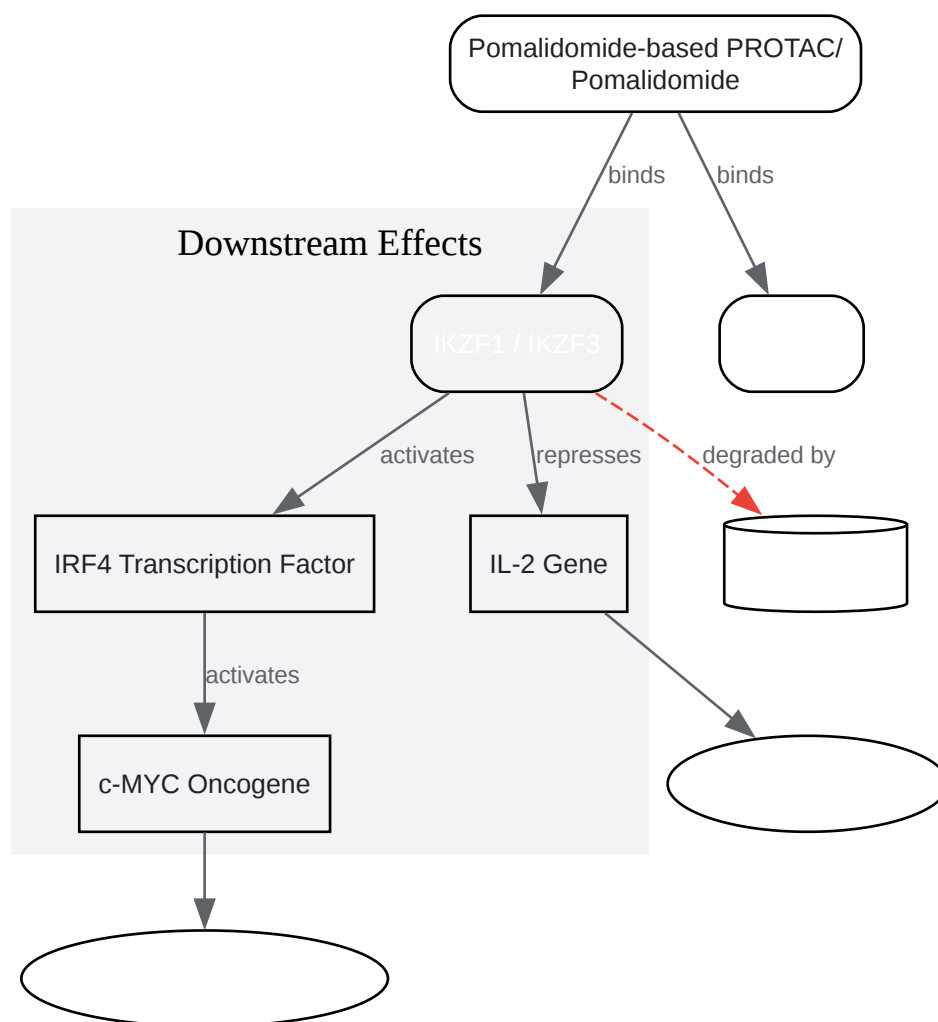 Pomalidomide-based PROTAC/
Pomalidomide
binds
binds
Downstream Effects
IKZF1 / IKZF3
activates
represses
degraded by
IRF4 Transcription Factor
IL-2 Gene
activates
c-MYC Oncogene